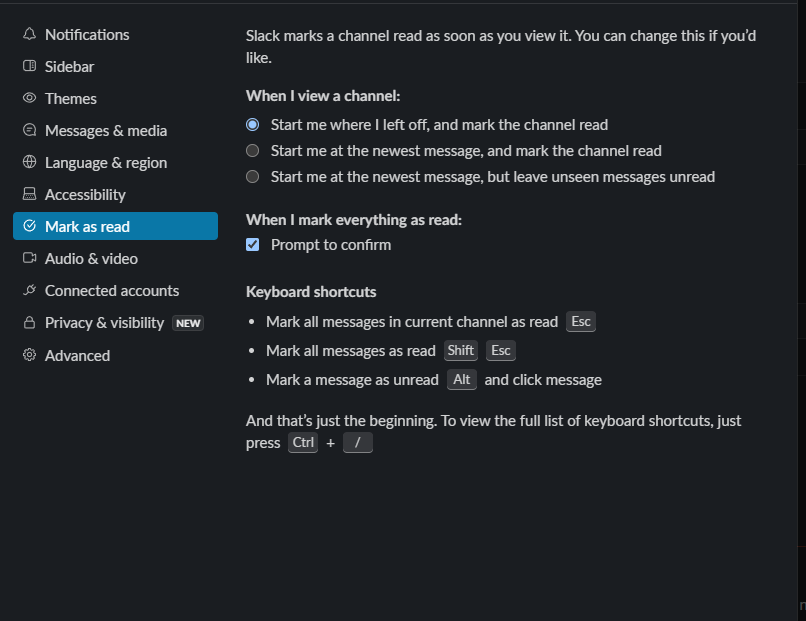 Notifications
Sidebar
Themes
Messages & media
Language & region
Accessibility
Mark as read
Audio & video
Connected accounts
Privacy & visibility NEW
Advanced
Slack marks a channel read as soon as you view it. You can change this if you’d
like.
When I view a channel:
Start me where I left off, and mark the channel read
Start me at the newest message, and mark the channel read
Start me at the newest message, but leave unseen messages unread
When I mark everything as read:
Prompt to confirm
Keyboard shortcuts
• Mark all messages in current channel as read Esc
• Mark all messages as read Shift Esc
• Mark a message as unread Alt and click message
And that’s just the beginning. To view the full list of keyboard shortcuts, just
press Ctrl + /